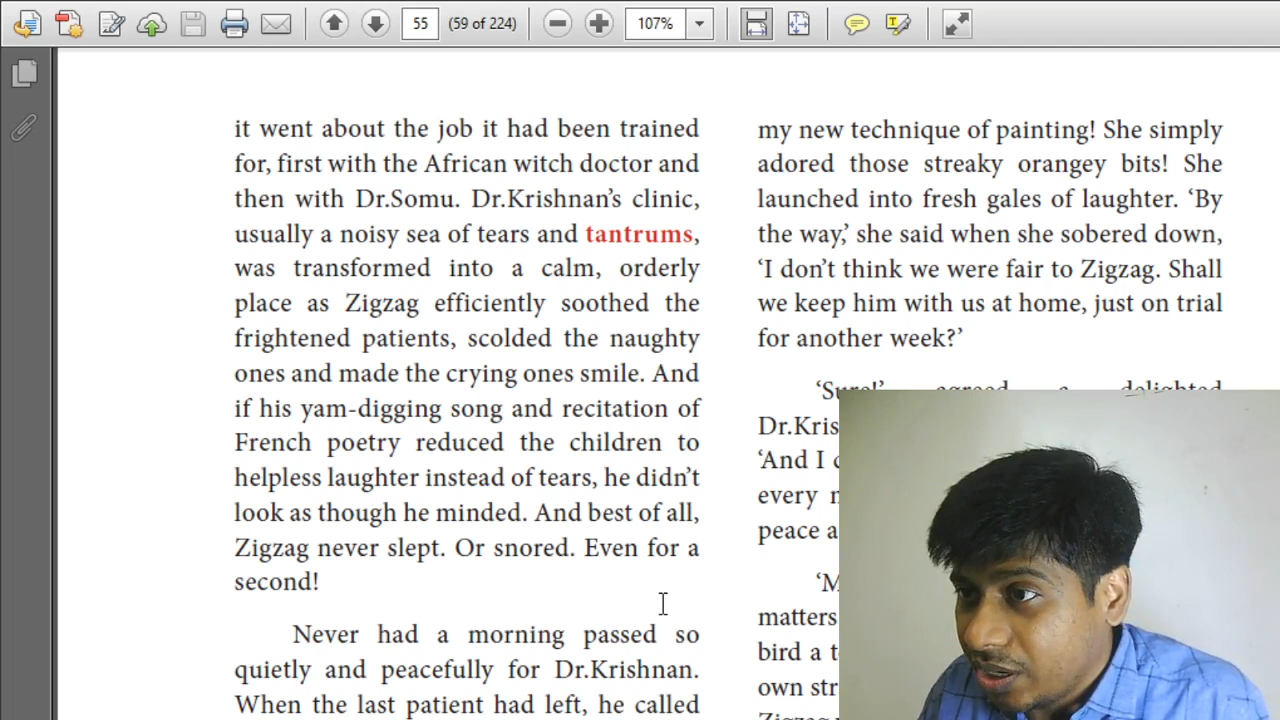 55 (59 of 224) 107%
it went about the job it had been trained
for, first with the African witch doctor and
then with Dr.Somu. Dr.Krishnan’s clinic,
usually a noisy sea of tears and tantrums,
was transformed into a calm, orderly
place as Zigzag efficiently soothed the
frightened patients, scolded the naughty
ones and made the crying ones smile. And
if his yam-digging song and recitation of
French poetry reduced the children to
helpless laughter instead of tears, he didn’t
look as though he minded. And best of all,
Zigzag never slept. Or snored. Even for a
second!
Never had a morning passed so
quietly and peacefully for Dr.Krishnan.
When the last patient had left, he called
my new technique of painting! She simply
adored those streaky orangey bits! She
launched into fresh gales of laughter. ‘By
the way,’ she said when she sobered down,
‘I don’t think we were fair to Zigzag. Shall
we keep him with us at home, just on trial
for another week?’
‘Sure!’ agreed a delighted
Dr.Kris
‘And I
every
peace a
‘M
matters
bird a
own str